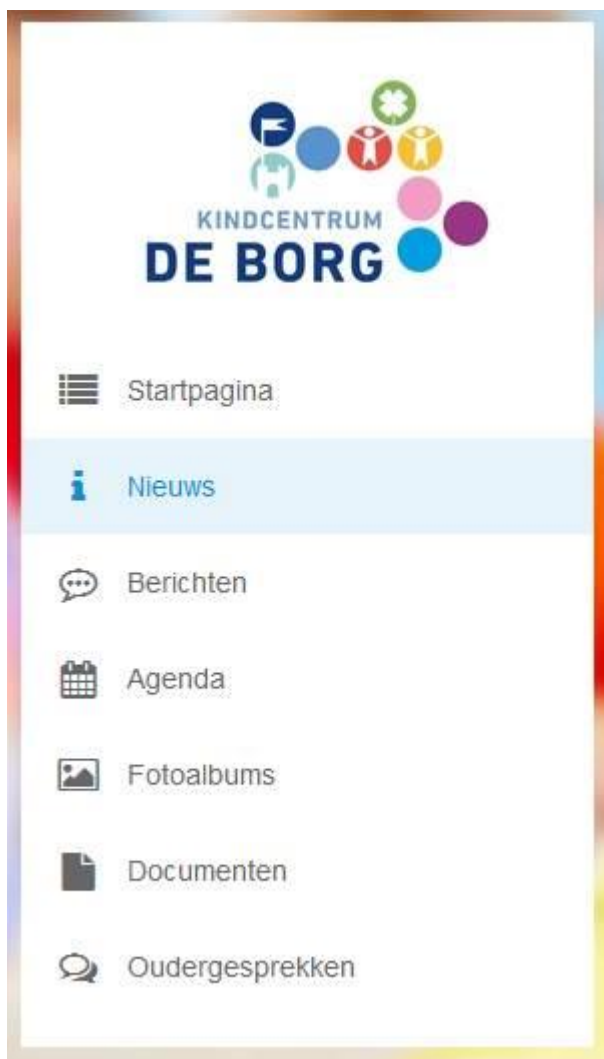 KINDCENTRUM
DE BORG
Startpagina
Nieuws
Berichten
Agenda
Fotoalbums
Documenten
Oudergesprekken